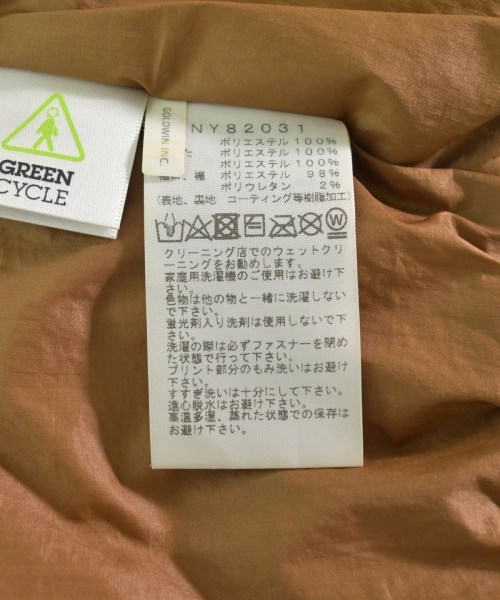 GREEN
CYCLE
GOLDWIN INC.
NY82031
ポリエステル 100%
ポリエステル 100%
ポリエステル 100%
裾 ポリエステル 98%
ポリウレタン 2%
(表地、裏地 コーティング等樹脂加工)
クリーニング店でのウェットクリ
ーニングをお勧めします。
家庭用洗濯機のご使用はお避け下
さい。
色物は他の物と一緒に洗濯しない
で下さい。
蛍光剤入り洗剤は使用しないで下
さい。
洗濯の際は必ずファスナーを閉め
た状態で行って下さい。
プリント部分のもみ洗いはお避け
下さい。
すすぎ洗いは十分にして下さい。
遠心脱水はお避け下さい。
高温多湿、蒸れた状態での保存は
お避け下さい。